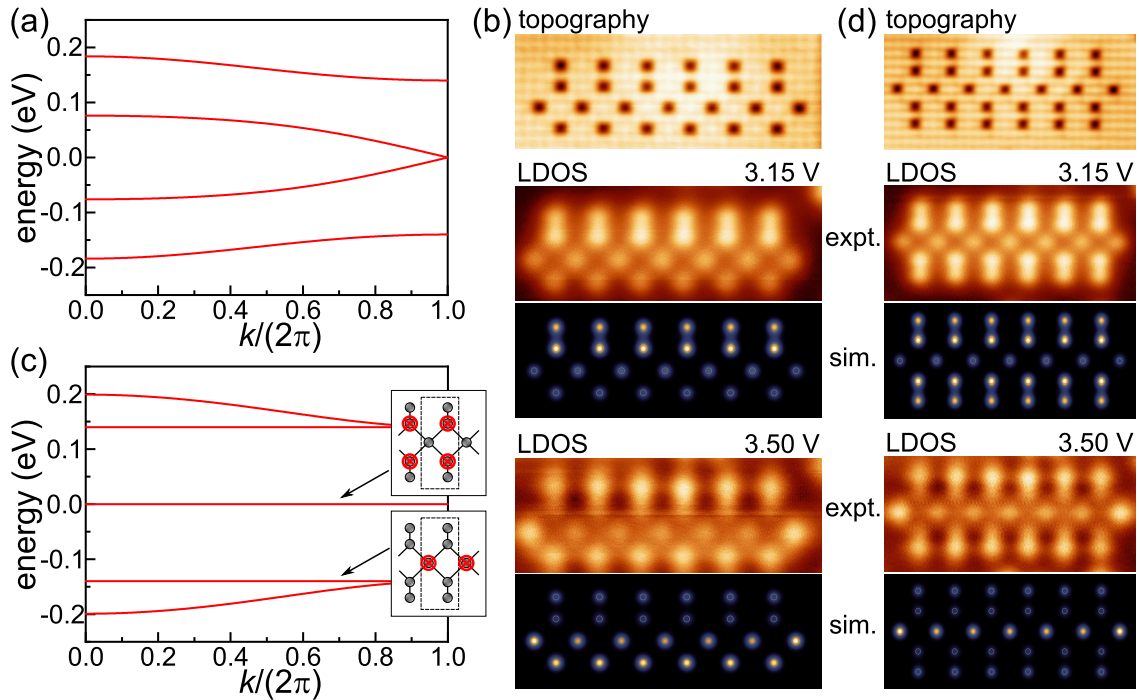 (a)
energy (eV)
0.2
0.1
0.0
-0.1
-0.2
0.0 0.2 0.4 0.6 0.8 1.0
k/(2π)
(b) topography
LDOS 3.15 V
expt.
sim.
LDOS 3.50 V
expt.
sim.
(c)
energy (eV)
0.2
0.1
0.0
-0.1
-0.2
0.0 0.2 0.4 0.6 0.8 1.0
k/(2π)
(d) topography
LDOS 3.15 V
LDOS 3.50 V